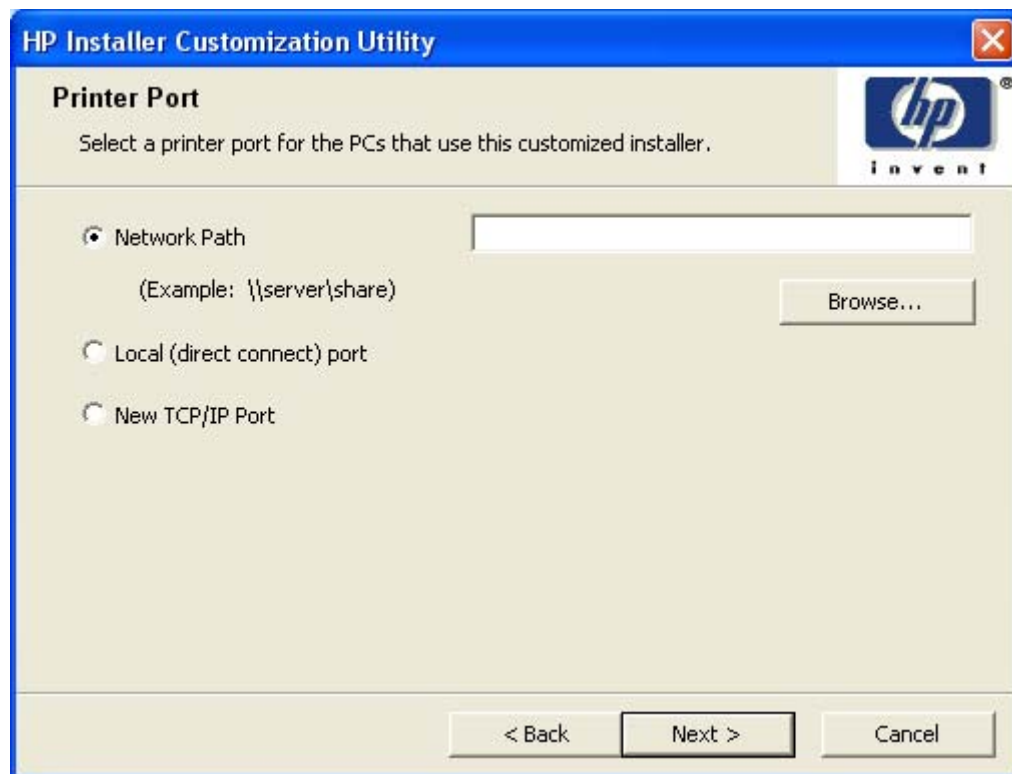 HP Installer Customization Utility
Printer Port
Select a printer port for the PCs that use this customized installer.
hp
®
invent
Network Path
(Example: \\server\share)
Browse...
Local (direct connect) port
New TCP/IP Port
< Back
Next >
Cancel